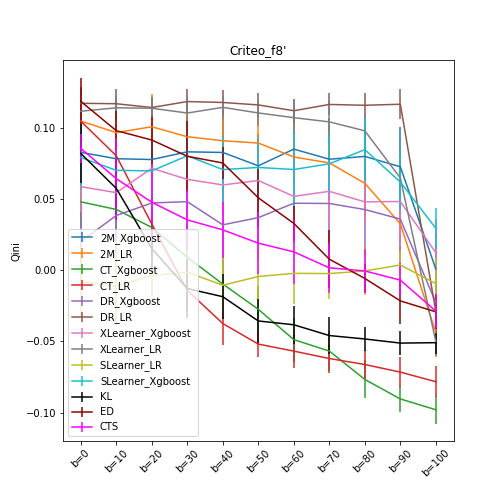 Criteo_f8'
Qini
0.10
0.05
0.00
−0.05
−0.10
2M_Xgboost
2M_LR
CT_Xgboost
CT_LR
DR_Xgboost
DR_LR
XLearner_Xgboost
XLearner_LR
SLearner_LR
SLearner_Xgboost
KL
ED
CTS
b=0
b=10
b=20
b=30
b=40
b=50
b=60
b=70
b=80
b=90
b=100